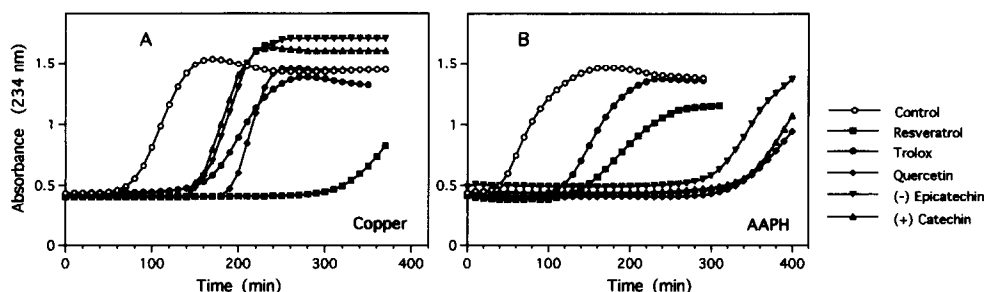 A
B
Absorbance (234 nm)
1.5
1
0.5
0
Copper
0
100
200
300
400
Time (min)
1.5
1
0.5
0
AAPH
0
100
200
300
400
Time (min)
Control
Resveratrol
Trolox
Quercetin
(-) Epicatechin
(+) Catechin